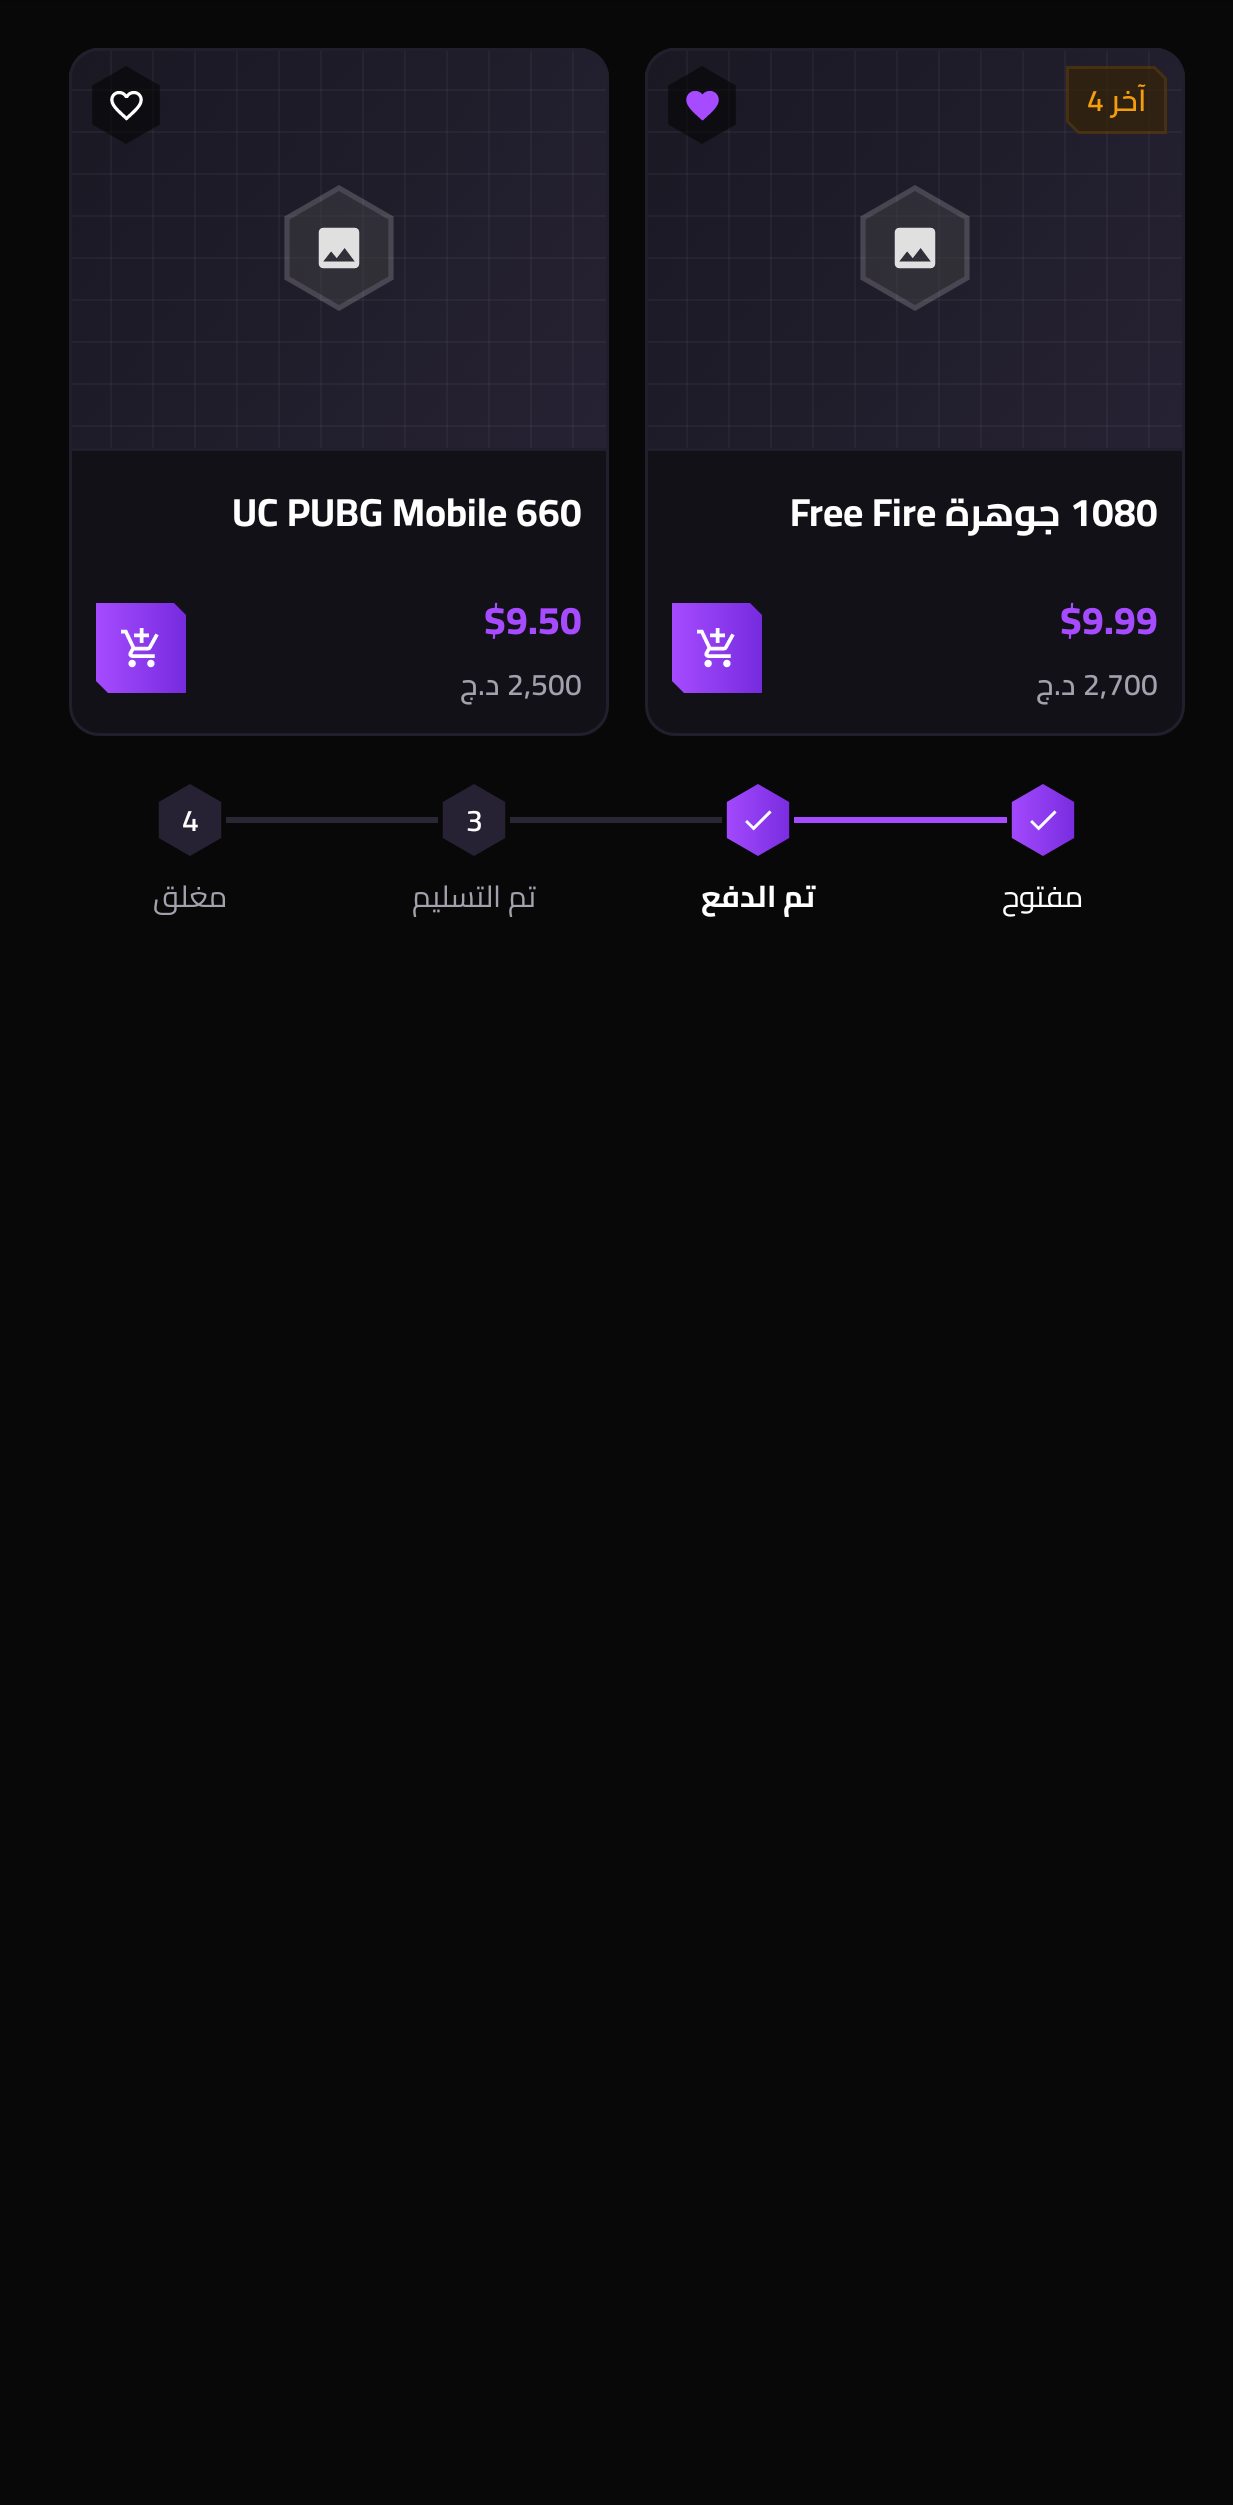 آخر 4
1080 جوهرة Free Fire
$9.99
2,700 د.ج
660 UC PUBG Mobile
$9.50
2,500 د.ج
مفتوح
تم الدفع
3
تم التسليم
4
مغلق